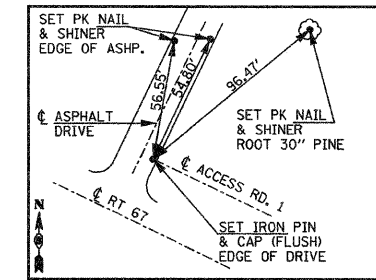 SET PK NAIL
& SHINER
EDGE OF ASHP.
56.55'
54.80'
96.47'
℄ ASPHALT
DRIVE
SET PK NAIL
& SHINER
ROOT 30" PINE
℄ ACCESS RD. 1
℄ RT 67
SET IRON PIN
& CAP (FLUSH)
EDGE OF DRIVE
N